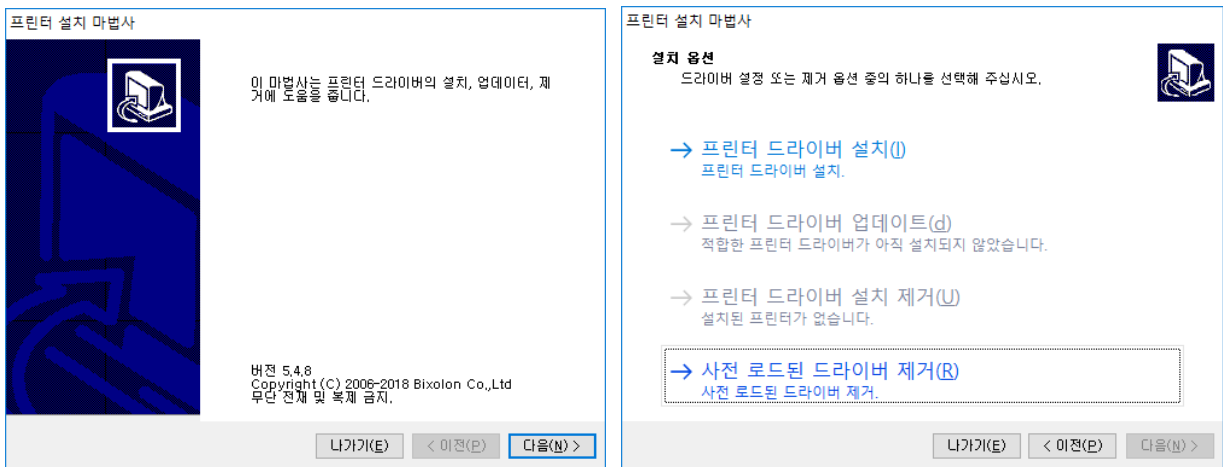 프린터 설치 마법사
이 마법사는 프린터 드라이버의 설치, 업데이터, 제
거에 도움을 줍니다.
버전 5.4.8
Copyright (C) 2006-2018 Bixolon Co.,Ltd
무단 전재 및 복제 금지.
나가기(E)
< 이전(P)
다음(N) >
프린터 설치 마법사
설치 옵션
드라이버 설정 또는 제거 옵션 중의 하나를 선택해 주십시오.
→ 프린터 드라이버 설치(I)
프린터 드라이버 설치.
→ 프린터 드라이버 업데이트(d)
적합한 프린터 드라이버가 아직 설치되지 않았습니다.
→ 프린터 드라이버 설치 제거(U)
설치된 프린터가 없습니다.
→ 사전 로드된 드라이버 제거(R)
사전 로드된 드라이버 제거.
나가기(E)
< 이전(P)
다음(N) >